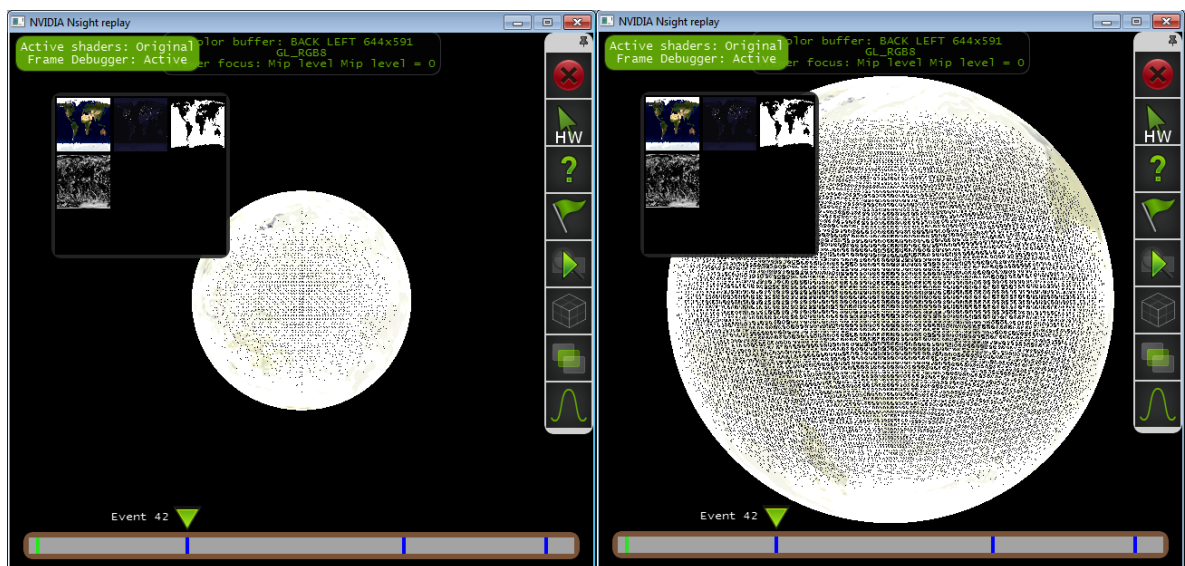 NVIDIA Nsight replay
Active shaders: Original
Frame Debugger: Active
olor buffer: BACK LEFT 644x591
GL_RGB8
er focus: Mip level Mip level = 0
HW
?
Event 42
NVIDIA Nsight replay
Active shaders: Original
Frame Debugger: Active
olor buffer: BACK LEFT 644x591
GL_RGB8
er focus: Mip level Mip level = 0
HW
?
Event 42